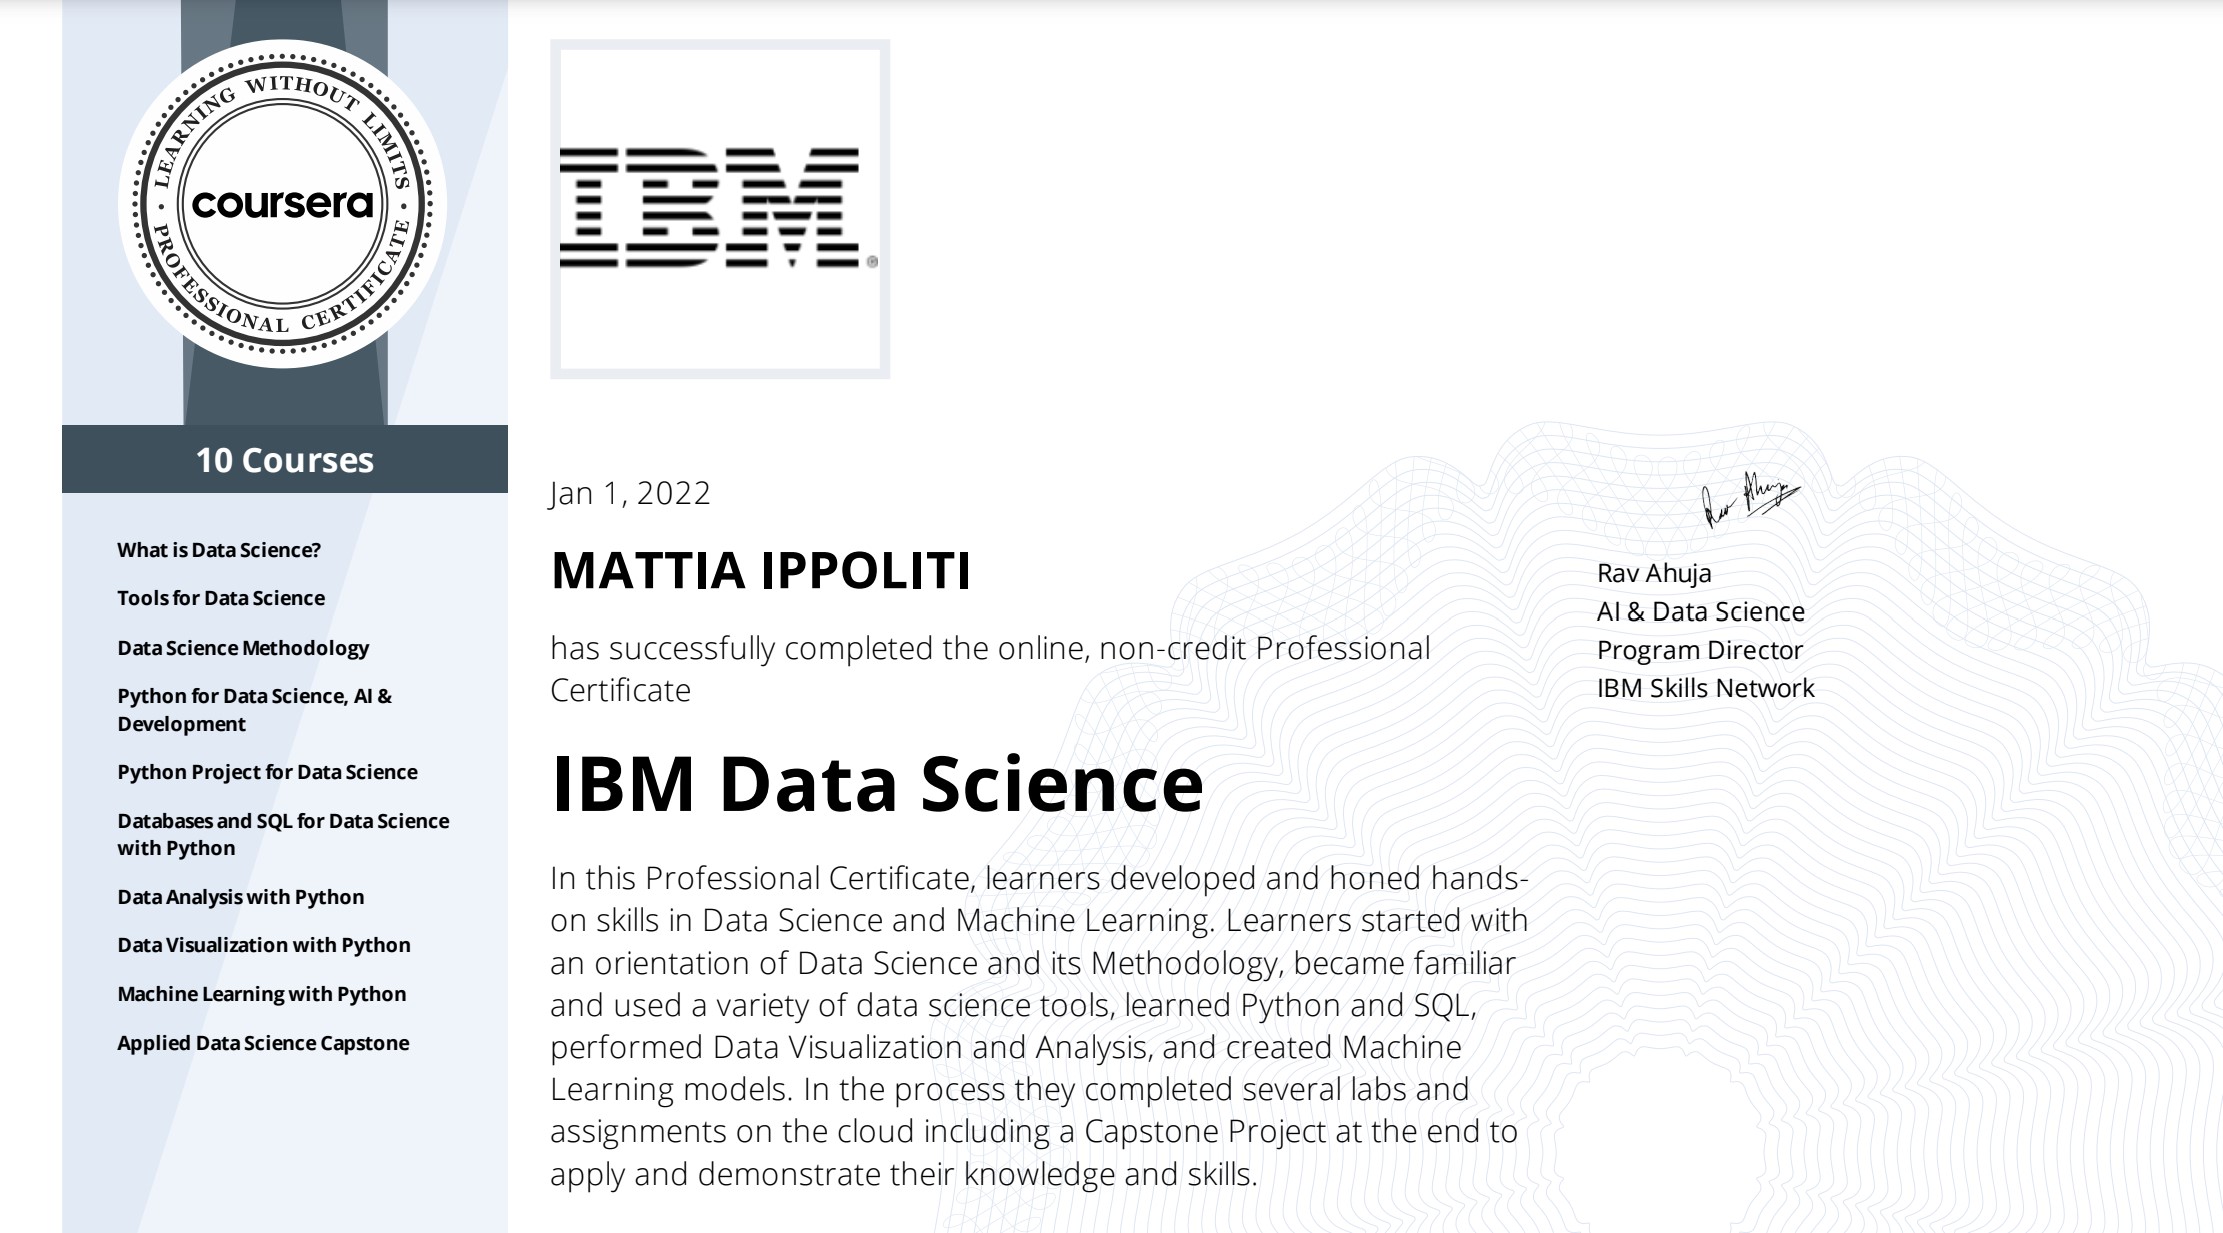 LEARNING WITHOUT LIMITS
coursera
PROFESSIONAL CERTIFICATE
10 Courses
What is Data Science?
Tools for Data Science
Data Science Methodology
Python for Data Science, AI &
Development
Python Project for Data Science
Databases and SQL for Data Science
with Python
Data Analysis with Python
Data Visualization with Python
Machine Learning with Python
Applied Data Science Capstone
IBM®
Jan 1, 2022
MATTIA IPPOLITI
has successfully completed the online, non-credit Professional
Certificate
IBM Data Science
In this Professional Certificate, learners developed and honed hands-
on skills in Data Science and Machine Learning. Learners started with
an orientation of Data Science and its Methodology, became familiar
and used a variety of data science tools, learned Python and SQL,
performed Data Visualization and Analysis, and created Machine
Learning models. In the process they completed several labs and
assignments on the cloud including a Capstone Project at the end to
apply and demonstrate their knowledge and skills.
Rav Ahuja
Rav Ahuja
AI & Data Science
Program Director
IBM Skills Network